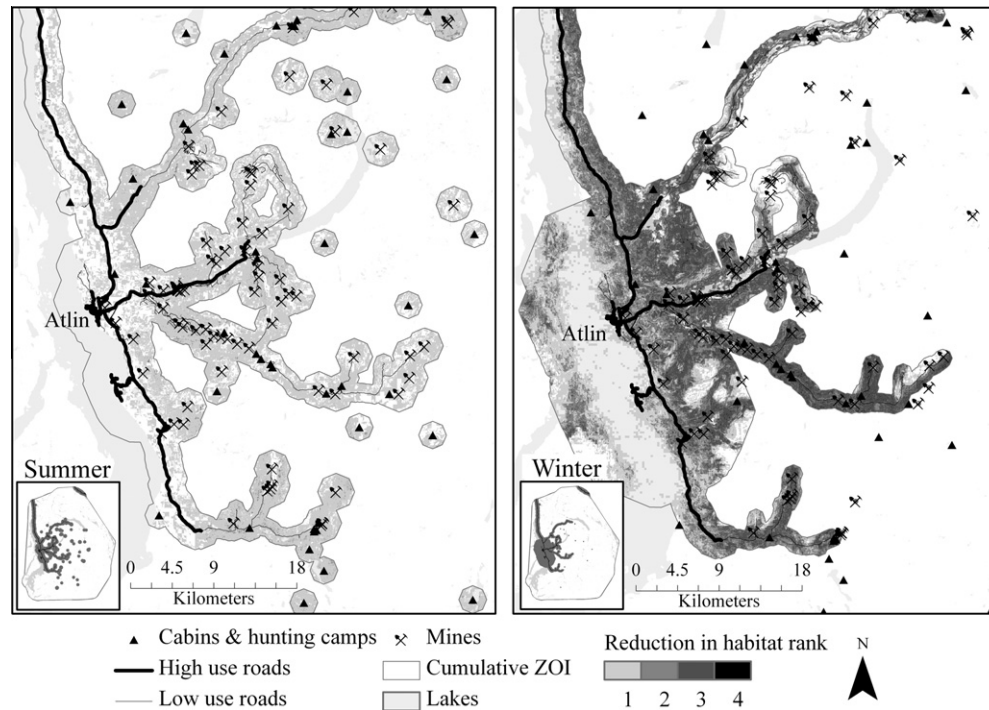 Atlin
Summer
0 4.5 9 18
Kilometers
Atlin
Winter
0 4.5 9 18
Kilometers
Cabins & hunting camps
Mines
Reduction in habitat rank
N
High use roads
Cumulative ZOI
Low use roads
Lakes
1 2 3 4